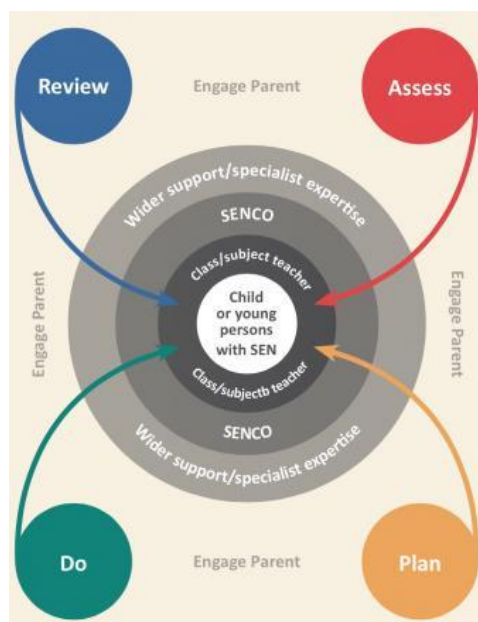 Review
Engage Parent
Assess
Wider support/specialist expertise
SENCO
Class/subject teacher
Engage Parent
Child
or young
persons
with SEN
Engage Parent
Class/subjectb teacher
SENCO
Wider support/specialist expertise
Do
Engage Parent
Plan